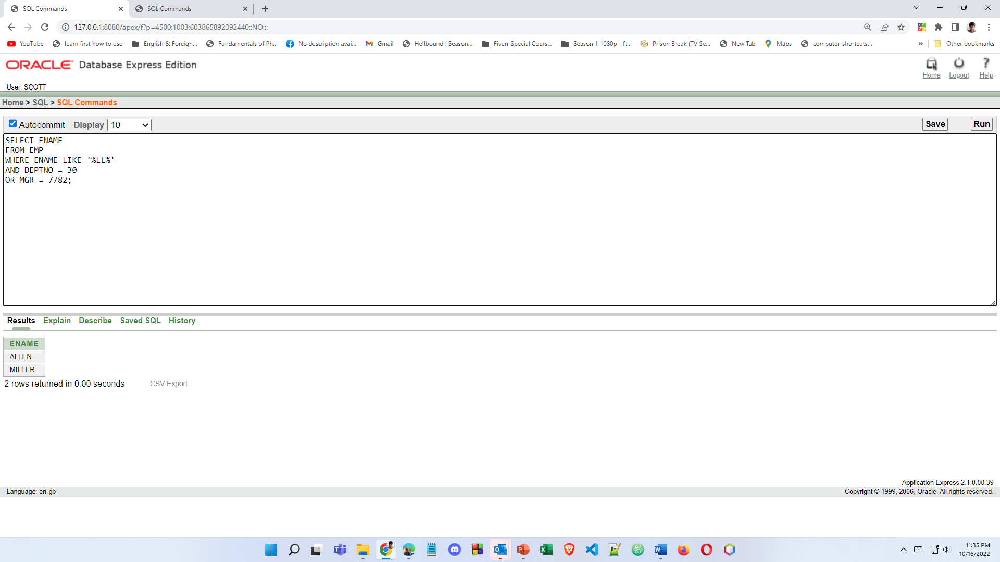 SQL Commands
SQL Commands
127.0.0.1:8080/apex/f?p=4500:1003:603865892392440::NO:::
YouTube
learn first how to use
English & Foreign...
Fundamentals of Ph...
No description avai...
Gmail
Hellbound | Season...
Fiverr Special Cours...
Season 1 1080p - ft...
Prison Break (TV Se...
New Tab
Maps
computer-shortcuts...
»
Other bookmarks
ORACLE Database Express Edition
Home
Logout
Help
User: SCOTT
Home > SQL > SQL Commands
Autocommit Display 10
Save
Run
SELECT ENAME
FROM EMP
WHERE ENAME LIKE '%LL%'
AND DEPTNO = 30
OR MGR = 7782;
Results Explain Describe Saved SQL History
ENAME
ALLEN
MILLER
2 rows returned in 0.00 seconds
CSV Export
Application Express 2.1.0.00.39
Language: en-gb
Copyright © 1999, 2006, Oracle. All rights reserved.
11:35 PM
10/16/2022